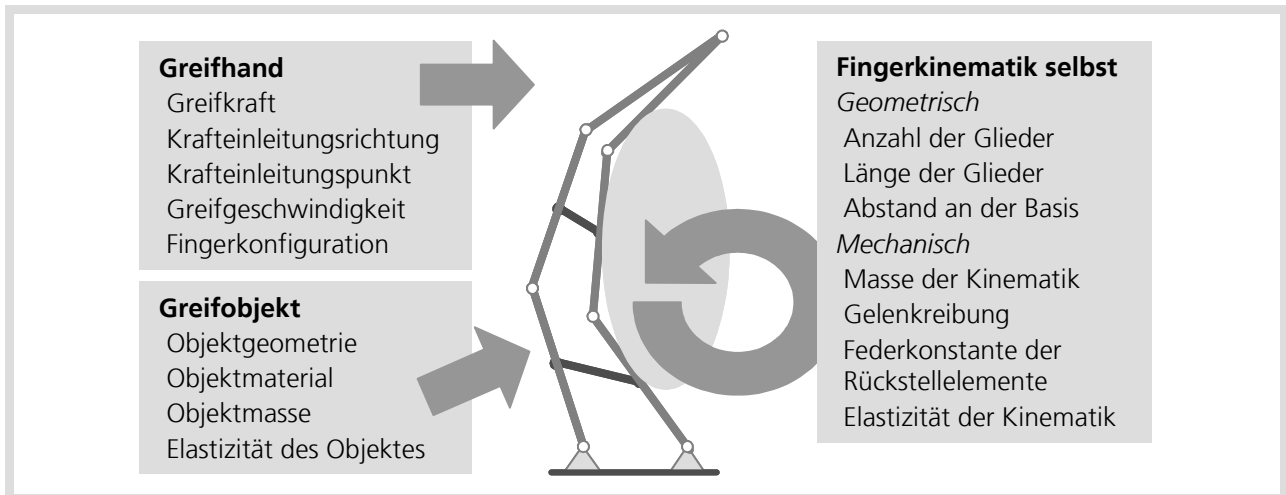 Greifhand
Greifkraft
Krafteinleitungsrichtung
Krafteinleitungspunkt
Greifgeschwindigkeit
Fingerkonfiguration
Greifobjekt
Objektgeometrie
Objektmaterial
Objektmasse
Elastizität des Objektes
Fingerkinematik selbst
Geometrisch
Anzahl der Glieder
Länge der Glieder
Abstand an der Basis
Mechanisch
Masse der Kinematik
Gelenkreibung
Federkonstante der
Rückstellelemente
Elastizität der Kinematik